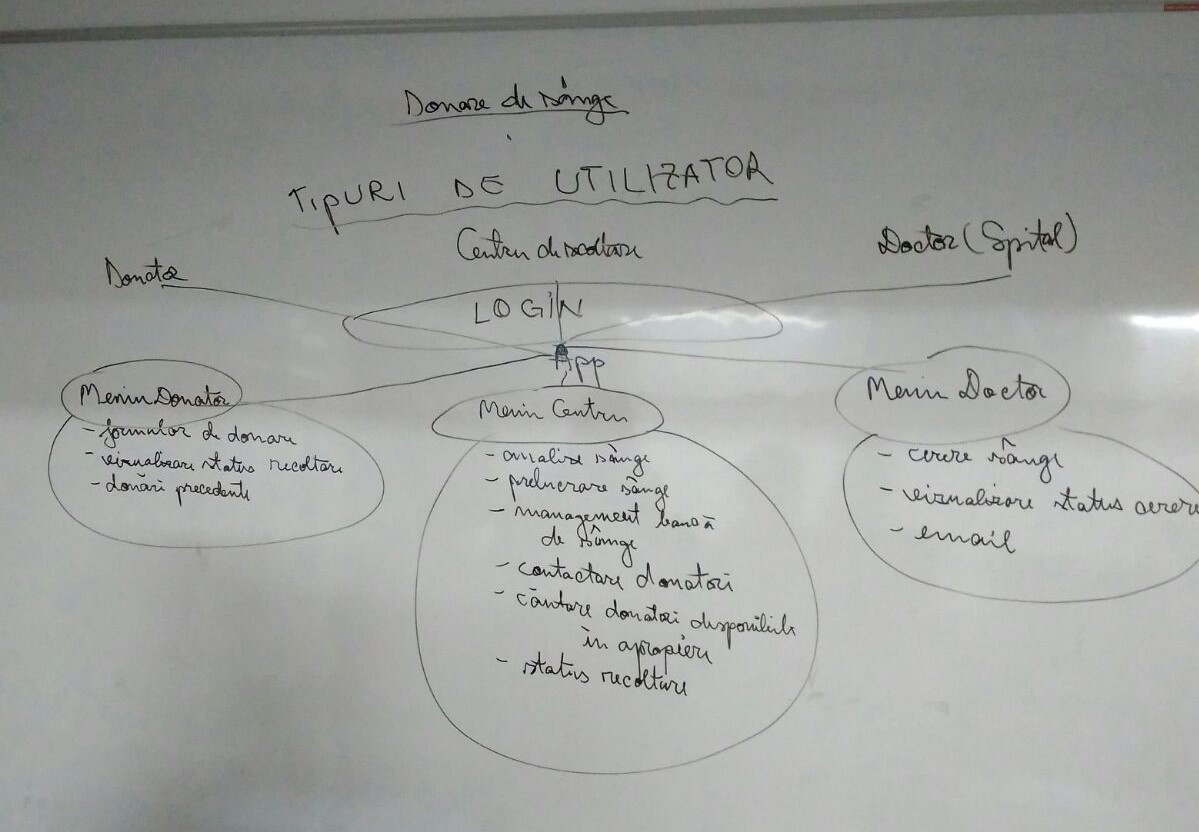 Donare de sânge
TIPURI DE UTILIZATOR
Donator
Centru de recoltare
Doctor (Spital)
LOGIN
App
Meniu Donator
- formular de donare
- vizualizare status recoltare
- donări precedente
Meniu Centru
- analize sânge
- prelucrare sânge
- management bancă
de sânge
- contactare donatori
- căutare donatori disponibili
în apropiere
- status recoltare
Meniu Doctor
- cerere sânge
- vizualizare status cerere
- email